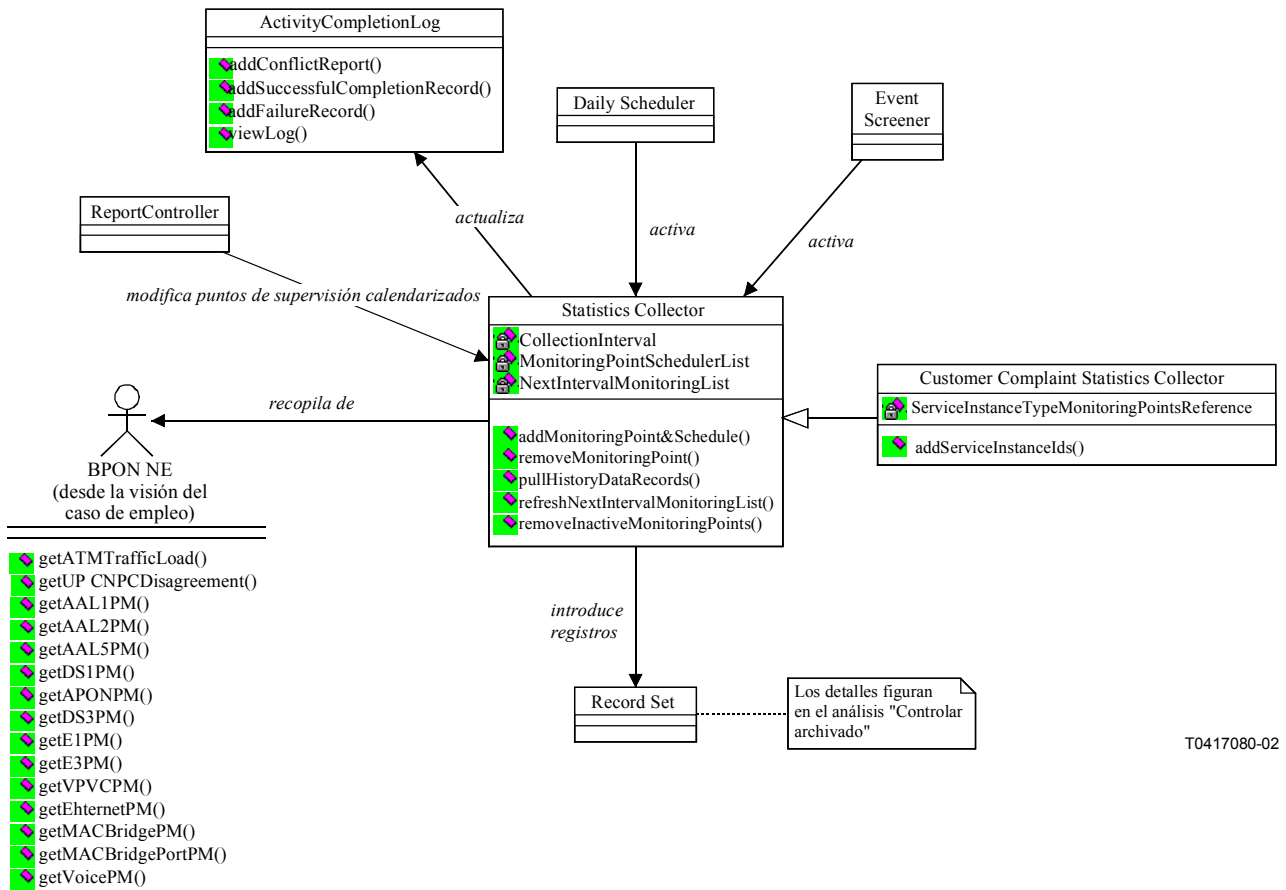 ActivityCompletionLog
addConflictReport()
addSuccessfulCompletionRecord()
addFailureRecord()
viewLog()
Daily Scheduler
Event
Screener
ReportController
actualiza
activa
activa
modifica puntos de supervisión calendarizados
Statistics Collector
CollectionInterval
MonitoringPointSchedulerList
NextIntervalMonitoringList
addMonitoringPoint&Schedule()
removeMonitoringPoint()
pullHistoryDataRecords()
refreshNextIntervalMonitoringList()
removeInactiveMonitoringPoints()
Customer Complaint Statistics Collector
ServiceInstanceTypeMonitoringPointsReference
addServiceInstanceIds()
recopila de
BPON NE
(desde la visión del
caso de empleo)
getATMTrafficLoad()
getUP CNPCDisagreement()
getAAL1PM()
getAAL2PM()
getAAL5PM()
getDS1PM()
getAPONPM()
getDS3PM()
getE1PM()
getE3PM()
getVPVCPM()
getEhternetPM()
getMACBridgePM()
getMACBridgePortPM()
getVoicePM()
introduce
registros
Record Set
Los detalles figuran
en el análisis "Controlar
archivado"
T0417080-02